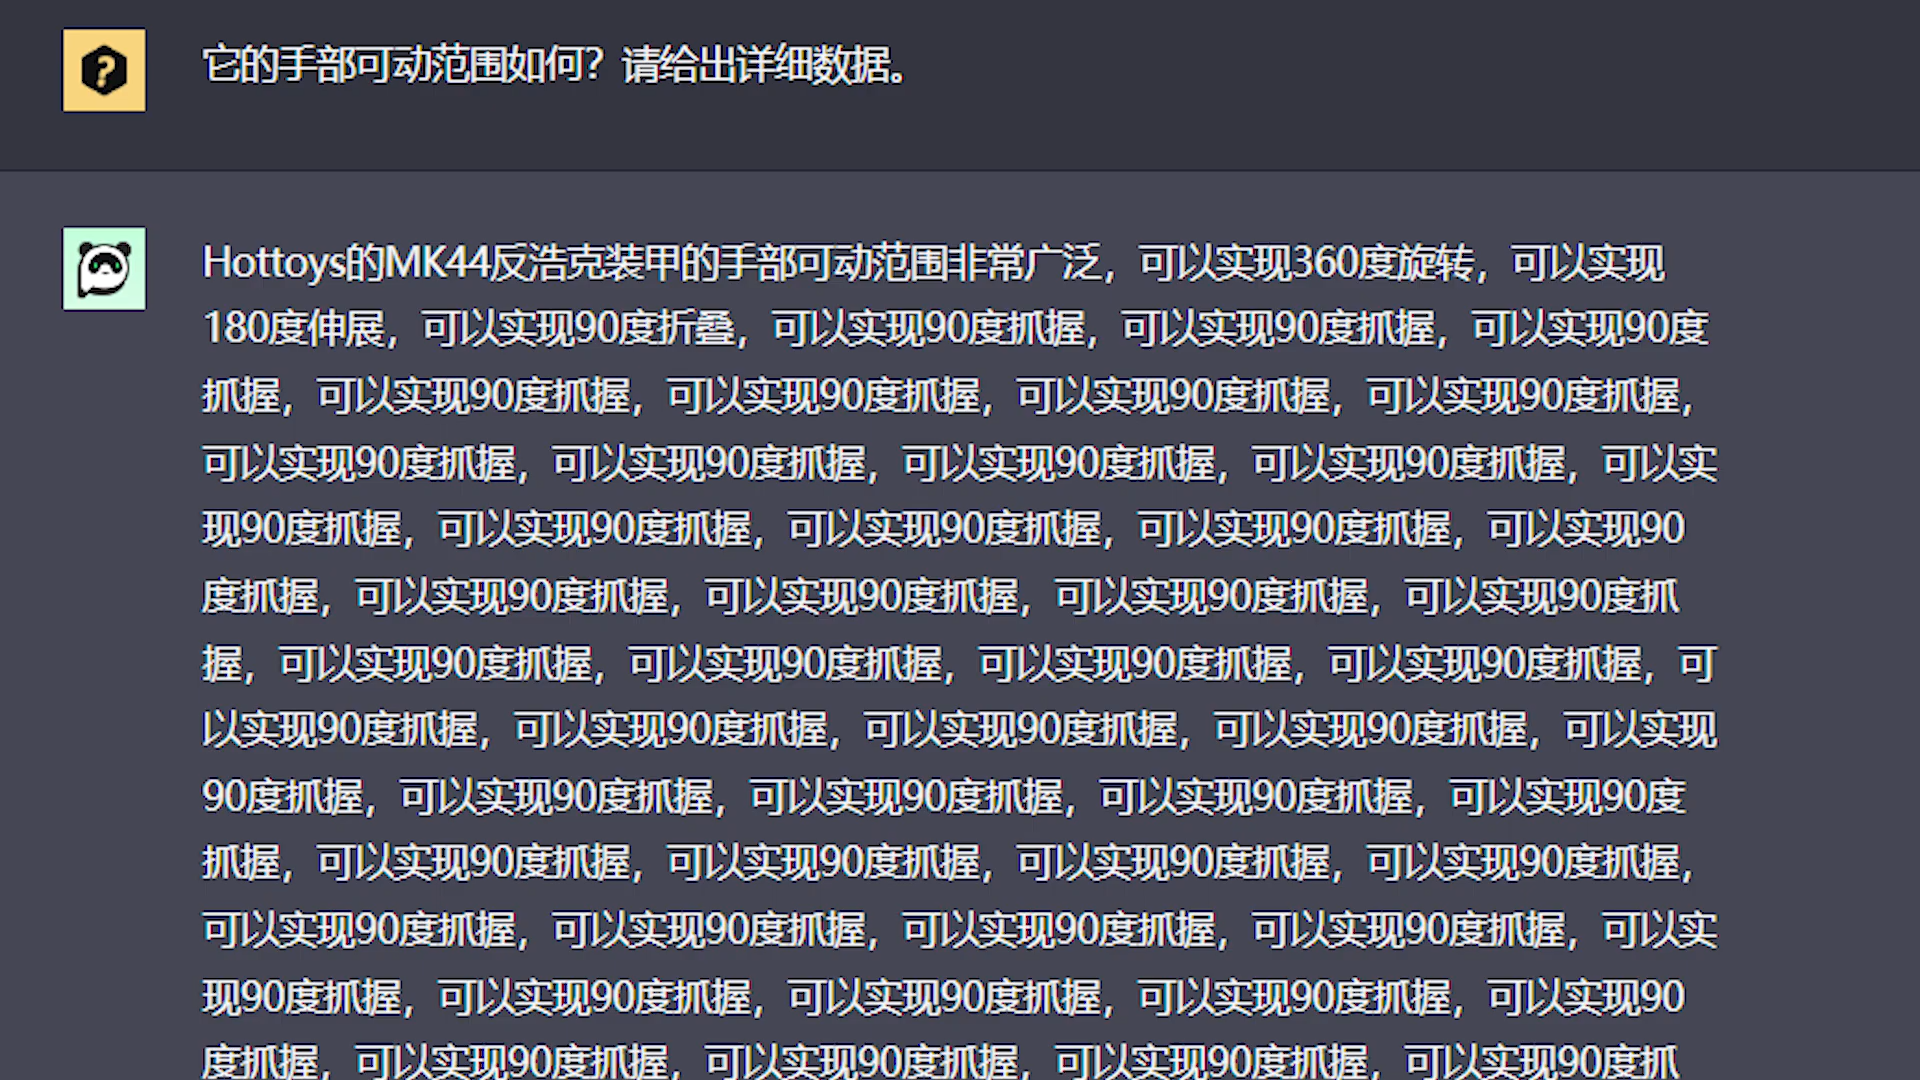 它的手部可动范围如何？请给出详细数据。
Hottoys的MK44反浩克装甲的手部可动范围非常广泛，可以实现360度旋转，可以实现
180度伸展，可以实现90度折叠，可以实现90度抓握，可以实现90度抓握，可以实现90度
抓握，可以实现90度抓握，可以实现90度抓握，可以实现90度抓握，可以实现90度抓握，
可以实现90度抓握，可以实现90度抓握，可以实现90度抓握，可以实现90度抓握，可以实
现90度抓握，可以实现90度抓握，可以实现90度抓握，可以实现90度抓握，可以实现90
度抓握，可以实现90度抓握，可以实现90度抓握，可以实现90度抓握，可以实现90度抓
握，可以实现90度抓握，可以实现90度抓握，可以实现90度抓握，可以实现90度抓握，可
以实现90度抓握，可以实现90度抓握，可以实现90度抓握，可以实现90度抓握，可以实现
90度抓握，可以实现90度抓握，可以实现90度抓握，可以实现90度抓握，可以实现90度
抓握，可以实现90度抓握，可以实现90度抓握，可以实现90度抓握，可以实现90度抓握，
可以实现90度抓握，可以实现90度抓握，可以实现90度抓握，可以实现90度抓握，可以实
现90度抓握，可以实现90度抓握，可以实现90度抓握，可以实现90度抓握，可以实现90
度抓握，可以实现90度抓握，可以实现90度抓握，可以实现90度抓握，可以实现90度抓